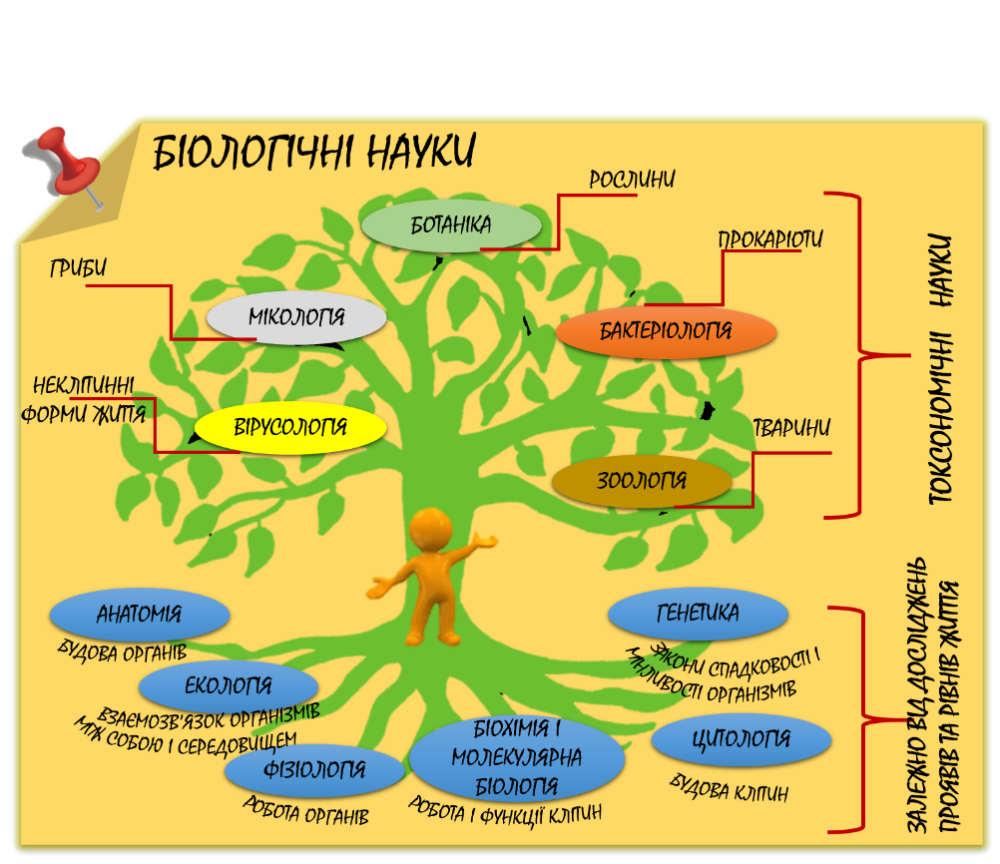 БІОЛОГІЧНІ НАУКИ
РОСЛИНИ
БОТАНІКА
ПРОКАРІОТИ
ГРИБИ
МІКОЛОГІЯ
БАКТЕРІОЛОГІЯ
НЕКЛІТИННІ
ФОРМИ ЖИТТЯ
ВІРУСОЛОГІЯ
ТВАРИНИ
ЗООЛОГІЯ
ТОКСОНОМІЧНІ НАУКИ
АНАТОМІЯ
БУДОВА ОРГАНІВ
ГЕНЕТИКА
ЗАКОНИ СПАДКОВОСТІ І
МІНЛИВОСТІ ОРГАНІЗМІВ
ЕКОЛОГІЯ
ВЗАЄМОЗВ'ЯЗОК ОРГАНІЗМІВ
МІЖ СОБОЮ І СЕРЕДОВИЩЕМ
ФІЗІОЛОГІЯ
РОБОТА ОРГАНІВ
БІОХІМІЯ І
МОЛЕКУЛЯРНА
БІОЛОГІЯ
РОБОТА І ФУНКЦІЇ КЛІТИН
ЦИТОЛОГІЯ
БУДОВА КЛІТИН
ЗАЛЕЖНО ВІД ДОСЛІДЖЕНЬ
ПРОЯВІВ ТА РІВНІВ ЖИТТЯ